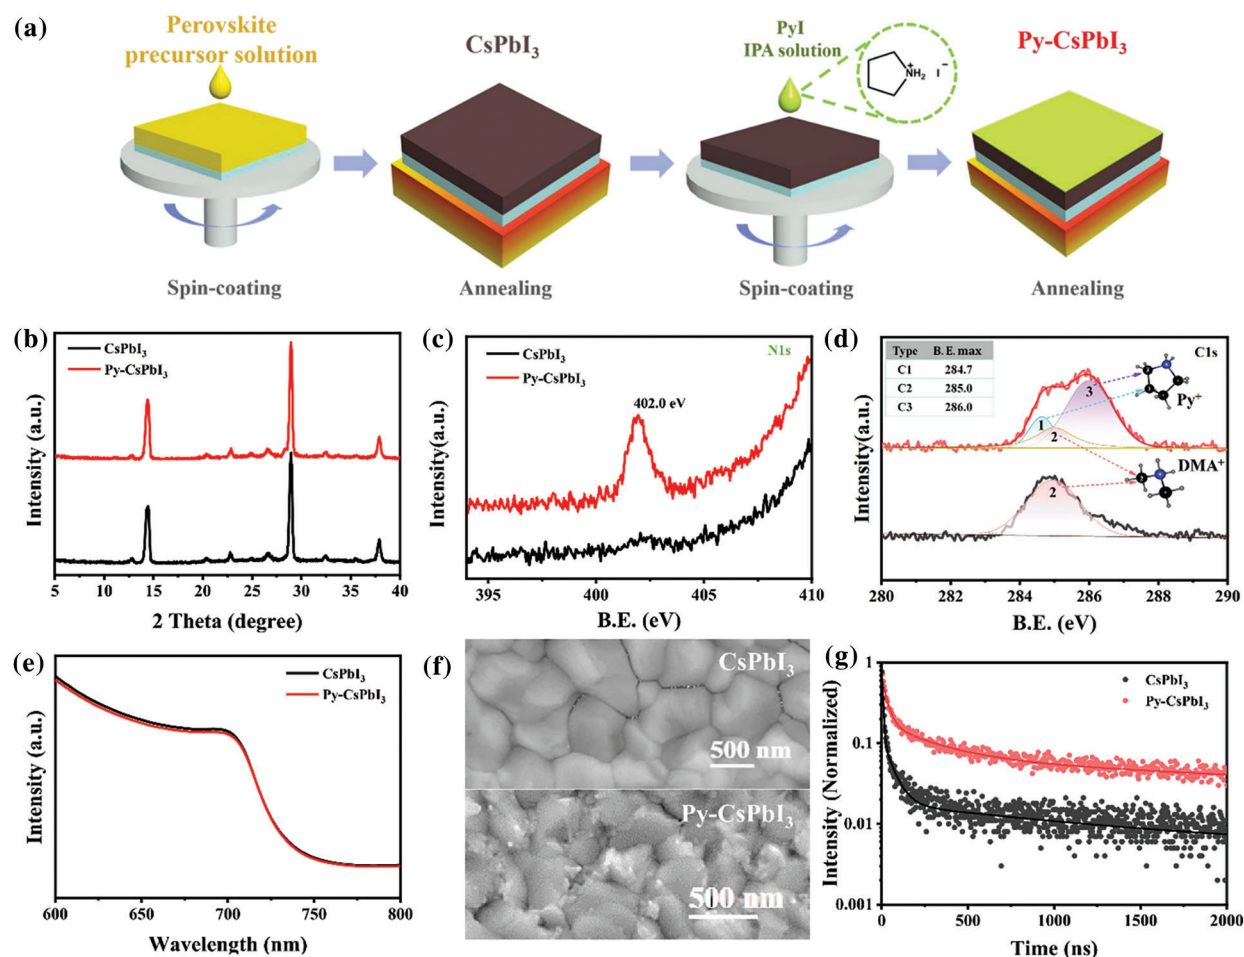 (a)
Perovskite
precursor solution
CsPbI₃
PyI
IPA solution
NH₂ I⁻
+
Py-CsPbI₃
Spin-coating
Annealing
Spin-coating
Annealing
(b)
CsPbI₃
Py-CsPbI₃
Intensity (a.u.)
5 10 15 20 25 30 35 40
2 Theta (degree)
(c)
CsPbI₃
Py-CsPbI₃
N1s
402.0 eV
Intensity(a.u.)
395 400 405 410
B.E. (eV)
(d)
Type B. E. max
C1 284.7
C2 285.0
C3 286.0
C1s
Py⁺
DMA⁺
1
2
3
2
Intensity(a.u.)
280 282 284 286 288 290
B.E. (eV)
(e)
CsPbI₃
Py-CsPbI₃
Intensity (a.u.)
600 650 700 750 800
Wavelength (nm)
(f)
CsPbI₃
500 nm
Py-CsPbI₃
500 nm
(g)
CsPbI₃
Py-CsPbI₃
Intensity (Normalized)
1
0.1
0.01
0.001
0 500 1000 1500 2000
Time (ns)